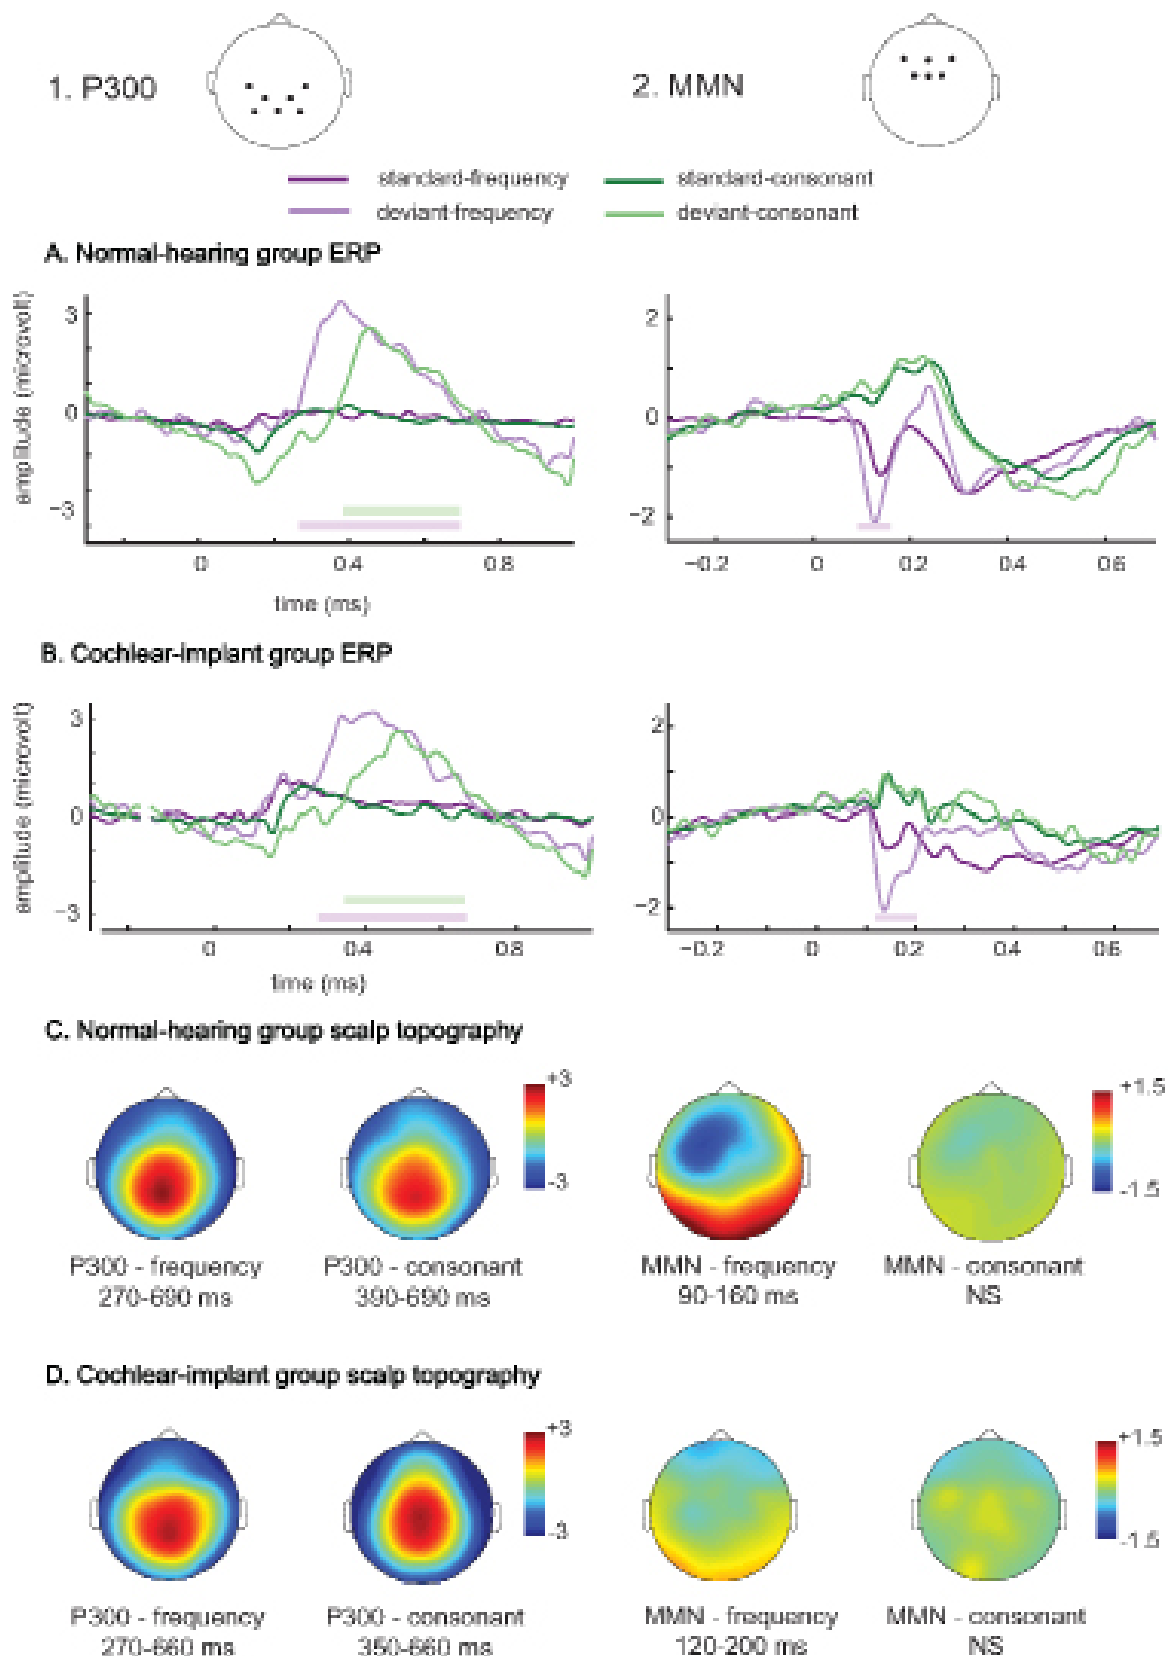 1. P300
2. MMN
standard-frequency
standard-consonant
deviant-frequency
deviant-consonant
A. Normal-hearing group ERP
amplitude (microvolt)
3
0
−3
0
0.4
0.8
time (ms)
2
0
−2
−0.2
0
0.2
0.4
0.6
B. Cochlear-implant group ERP
amplitude (microvolt)
3
0
−3
0
0.4
0.8
time (ms)
2
0
−2
−0.2
0
0.2
0.4
0.6
C. Normal-hearing group scalp topography
+3
-3
+1.5
-1.5
P300 - frequency
270-690 ms
P300 - consonant
390-690 ms
MMN - frequency
90-160 ms
MMN - consonant
NS
D. Cochlear-implant group scalp topography
+3
-3
+1.5
-1.5
P300 - frequency
270-660 ms
P300 - consonant
350-660 ms
MMN - frequency
120-200 ms
MMN - consonant
NS